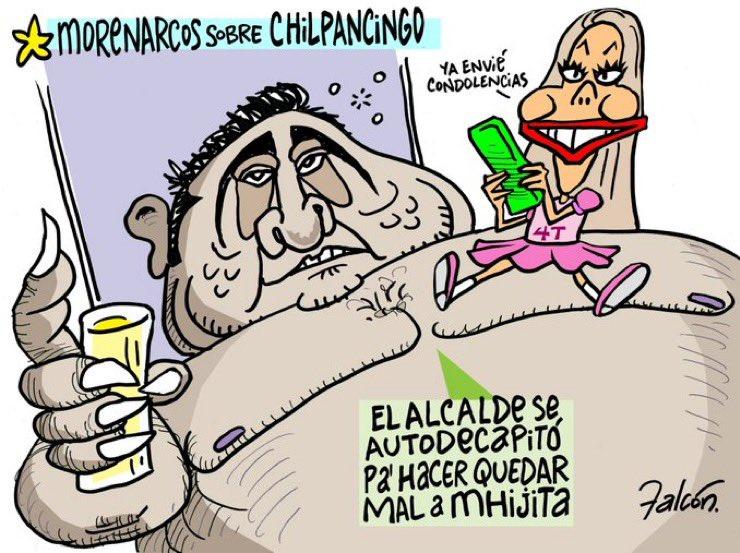 MORENARCOS SOBRE CHILPANCINGO
YA ENVIÉ
CONDOLENCIAS
4T
EL ALCALDE SE
AUTODECAPITÓ
PA' HACER QUEDAR
MAL a MHIJITA
Falcón.